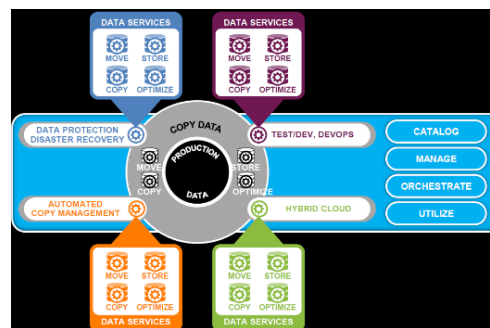 DATA SERVICES
MOVE STORE
COPY OPTIMIZE
DATA SERVICES
MOVE STORE
COPY OPTIMIZE
DATA PROTECTION
DISASTER RECOVERY
COPY DATA
PRODUCTION
DATA
MOVE STORE
COPY OPTIMIZE
TEST/DEV, DEVOPS
AUTOMATED
COPY MANAGEMENT
HYBRID CLOUD
CATALOG
MANAGE
ORCHESTRATE
UTILIZE
MOVE STORE
COPY OPTIMIZE
DATA SERVICES
MOVE STORE
COPY OPTIMIZE
DATA SERVICES